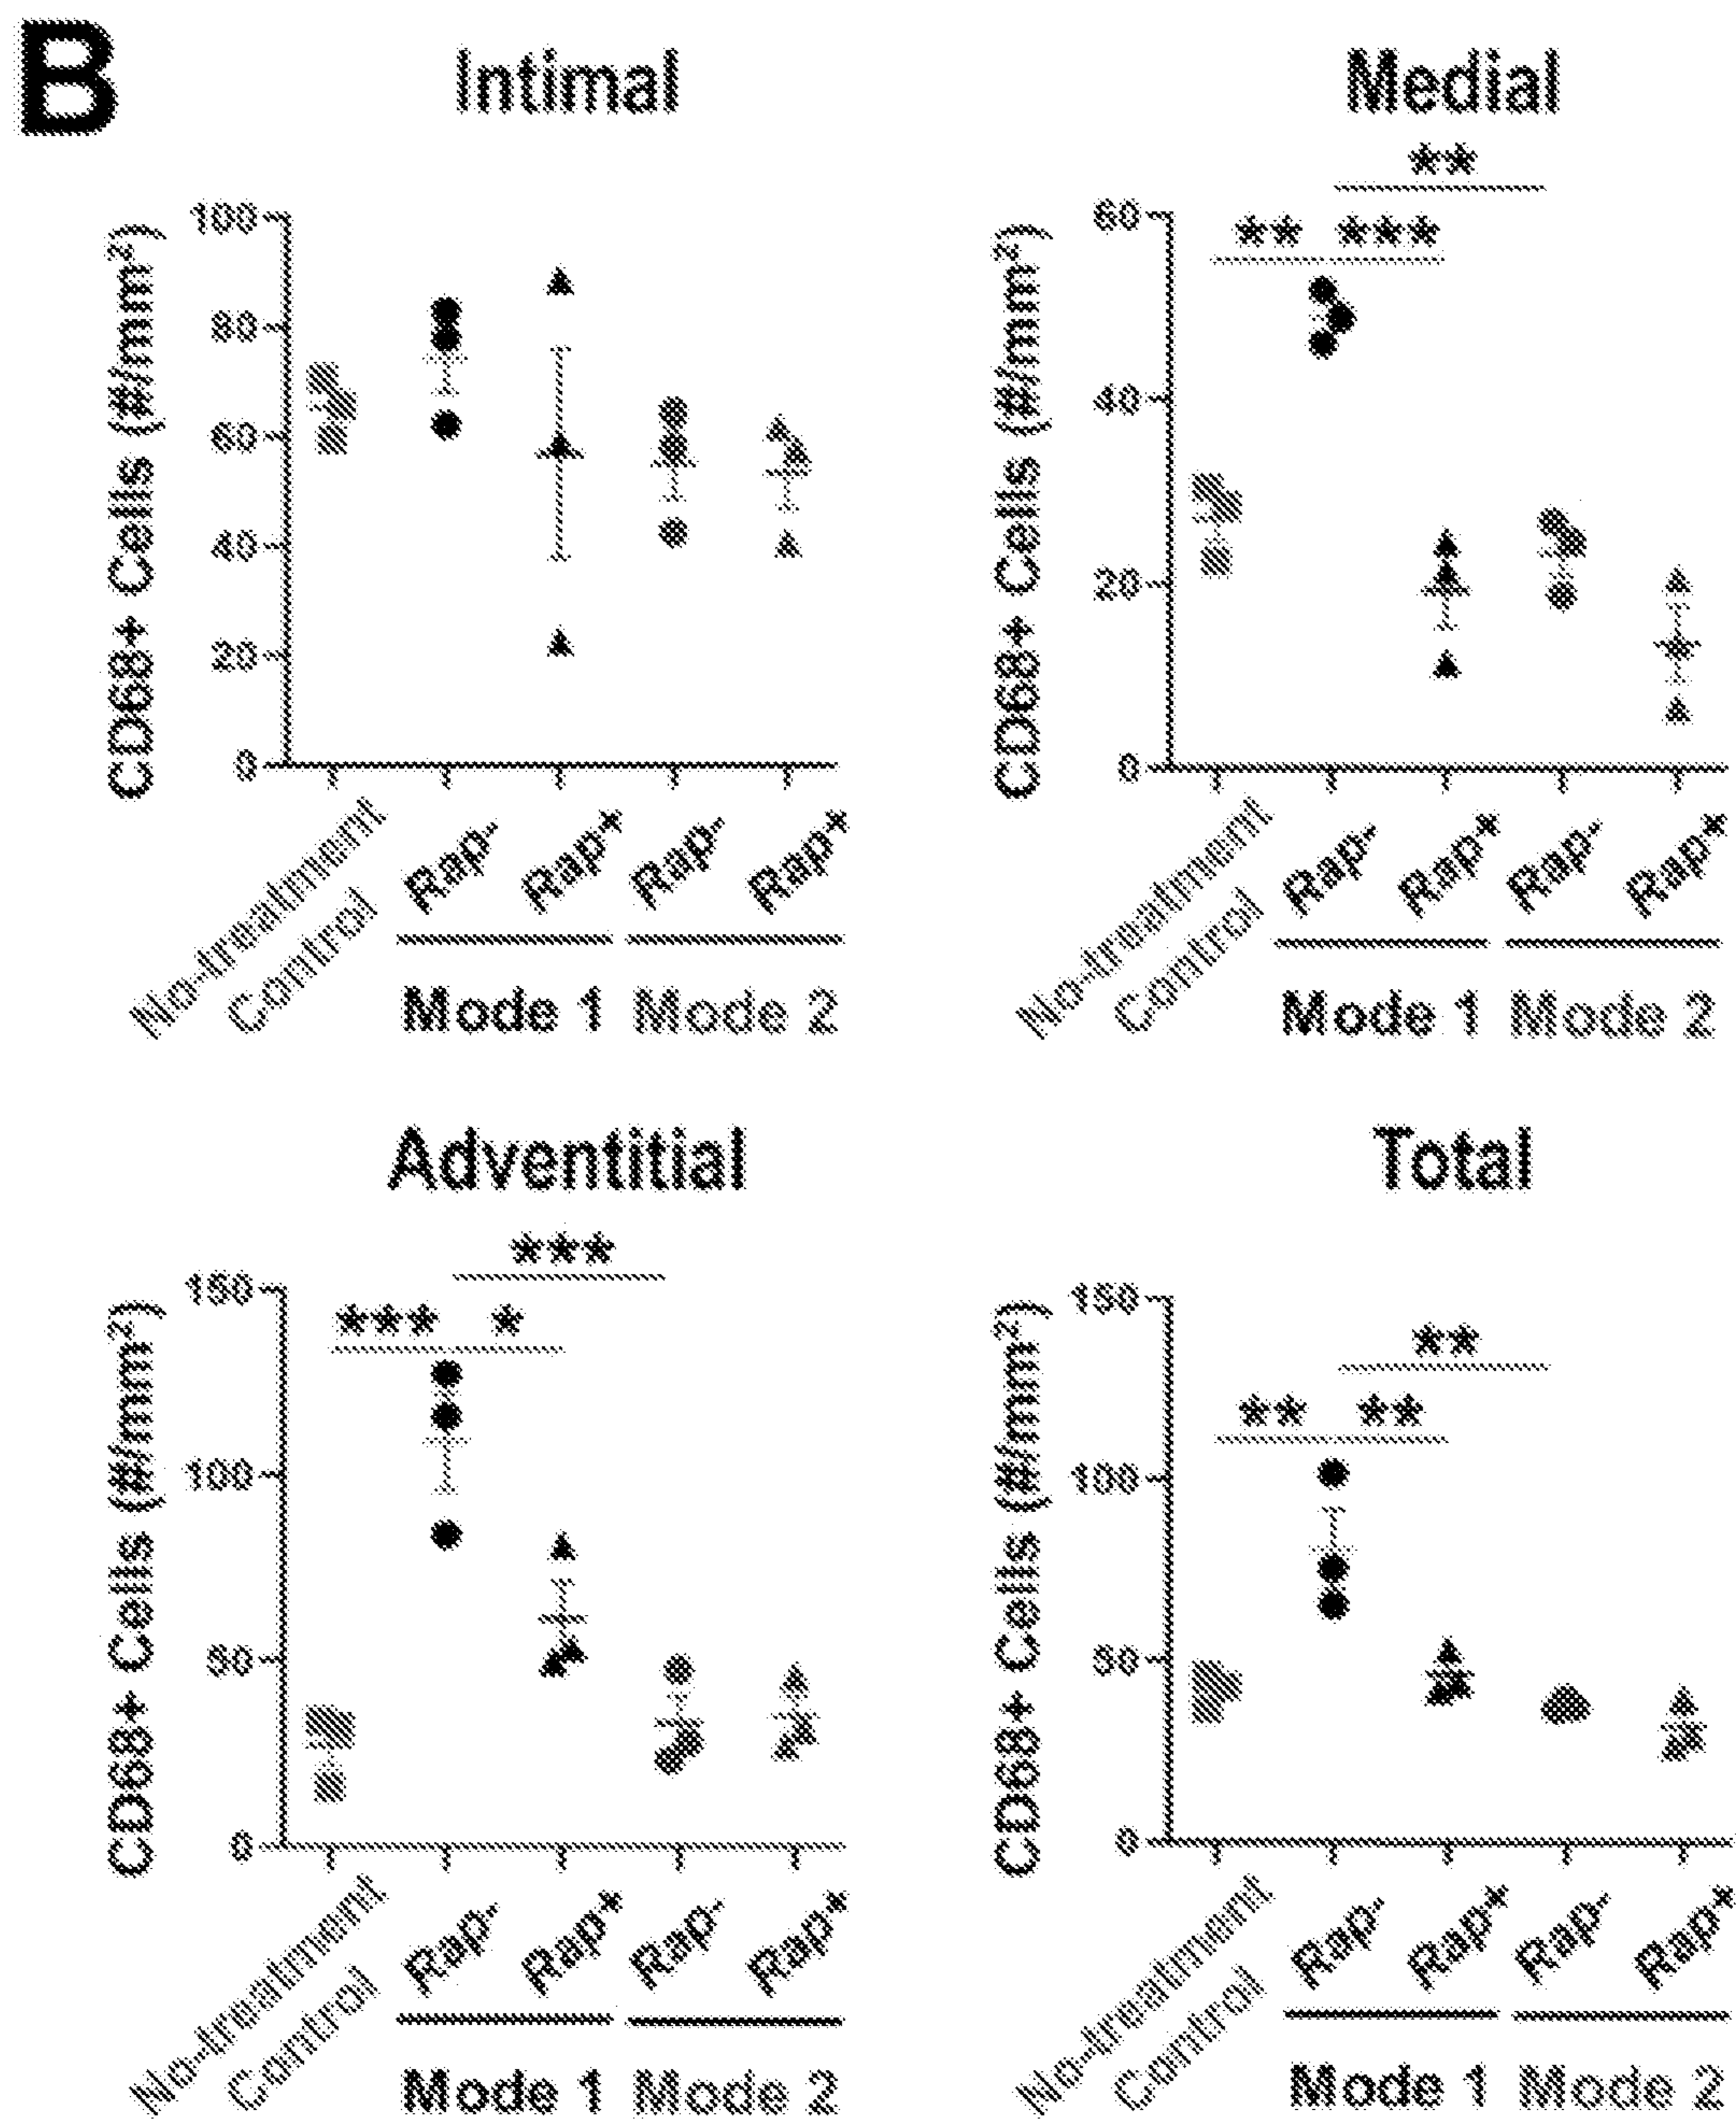 B
Intimal
CD68+ Cells (#/mm²)
100
80
60
40
20
0
No-treatment
Control
Rap-
Rap+
Rap-
Rap+
Mode 1
Mode 2
Medial
**
** ***
CD68+ Cells (#/mm²)
60
40
20
0
No-treatment
Control
Rap-
Rap+
Rap-
Rap+
Mode 1
Mode 2
Adventitial
***
*** *
CD68+ Cells (#/mm²)
150
100
50
0
No-treatment
Control
Rap-
Rap+
Rap-
Rap+
Mode 1
Mode 2
Total
**
** **
CD68+ Cells (#/mm²)
150
100
50
0
No-treatment
Control
Rap-
Rap+
Rap-
Rap+
Mode 1
Mode 2